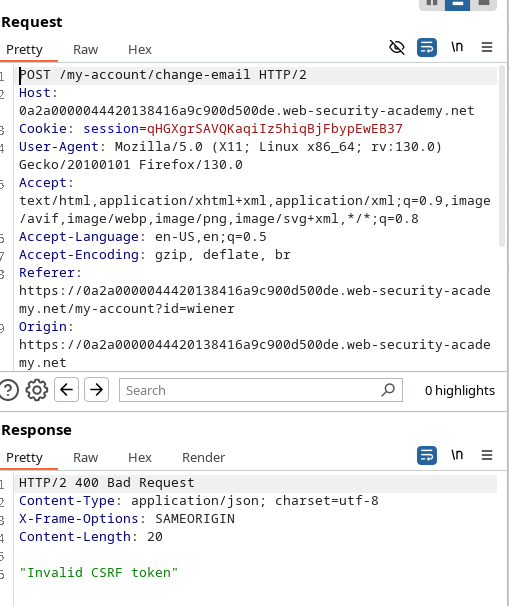 Request
Pretty Raw Hex \n
1 POST /my-account/change-email HTTP/2
2 Host:
0a2a0000044420138416a9c900d500de.web-security-academy.net
3 Cookie: session=qHGXgrSAVQKaqiIz5hiqBjFbypEwEB37
4 User-Agent: Mozilla/5.0 (X11; Linux x86_64; rv:130.0)
Gecko/20100101 Firefox/130.0
5 Accept:
text/html,application/xhtml+xml,application/xml;q=0.9,image
/avif,image/webp,image/png,image/svg+xml,*/*;q=0.8
6 Accept-Language: en-US,en;q=0.5
7 Accept-Encoding: gzip, deflate, br
8 Referer:
https://0a2a0000044420138416a9c900d500de.web-security-acade
my.net/my-account?id=wiener
9 Origin:
https://0a2a0000044420138416a9c900d500de.web-security-acade
my.net
Search 0 highlights
Response
Pretty Raw Hex Render \n
1 HTTP/2 400 Bad Request
2 Content-Type: application/json; charset=utf-8
3 X-Frame-Options: SAMEORIGIN
4 Content-Length: 20
5
6 "Invalid CSRF token"